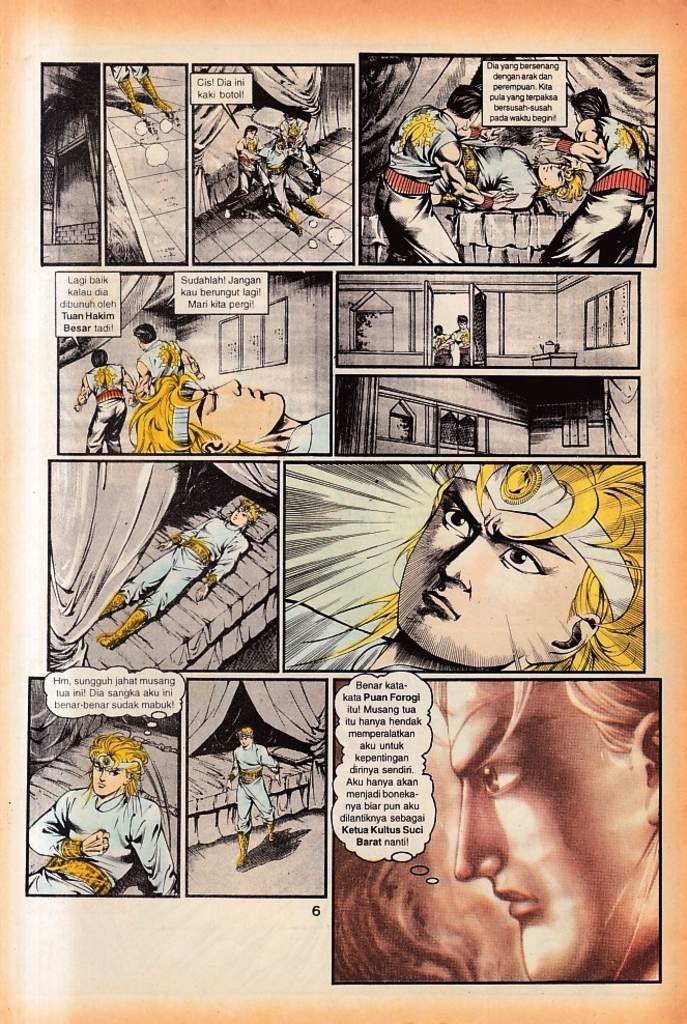 Cis! Dia ini
kaki botol!
Dia yang bersenang
dengan arak dan
perempuan. Kita
pula yang terpaksa
bersusah-susah
pada waktu begini!
Lagi baik
kalau dia
dibunuh oleh
Tuan Hakim
Besar tadi!
Sudahlah! Jangan
kau berungut lagi!
Mari kita pergi!
Hm, sungguh jahat musang
tua ini! Dia sangka aku ini
benar-benar sudak mabuk!
Benar kata-
kata Puan Forogi
itu! Musang tua
itu hanya hendak
memperalatkan
aku untuk
kepentingan
dirinya sendiri.
Aku hanya akan
menjadi boneka-
nya biar pun aku
dilantiknya sebagai
Ketua Kultus Suci
Barat nanti!
6